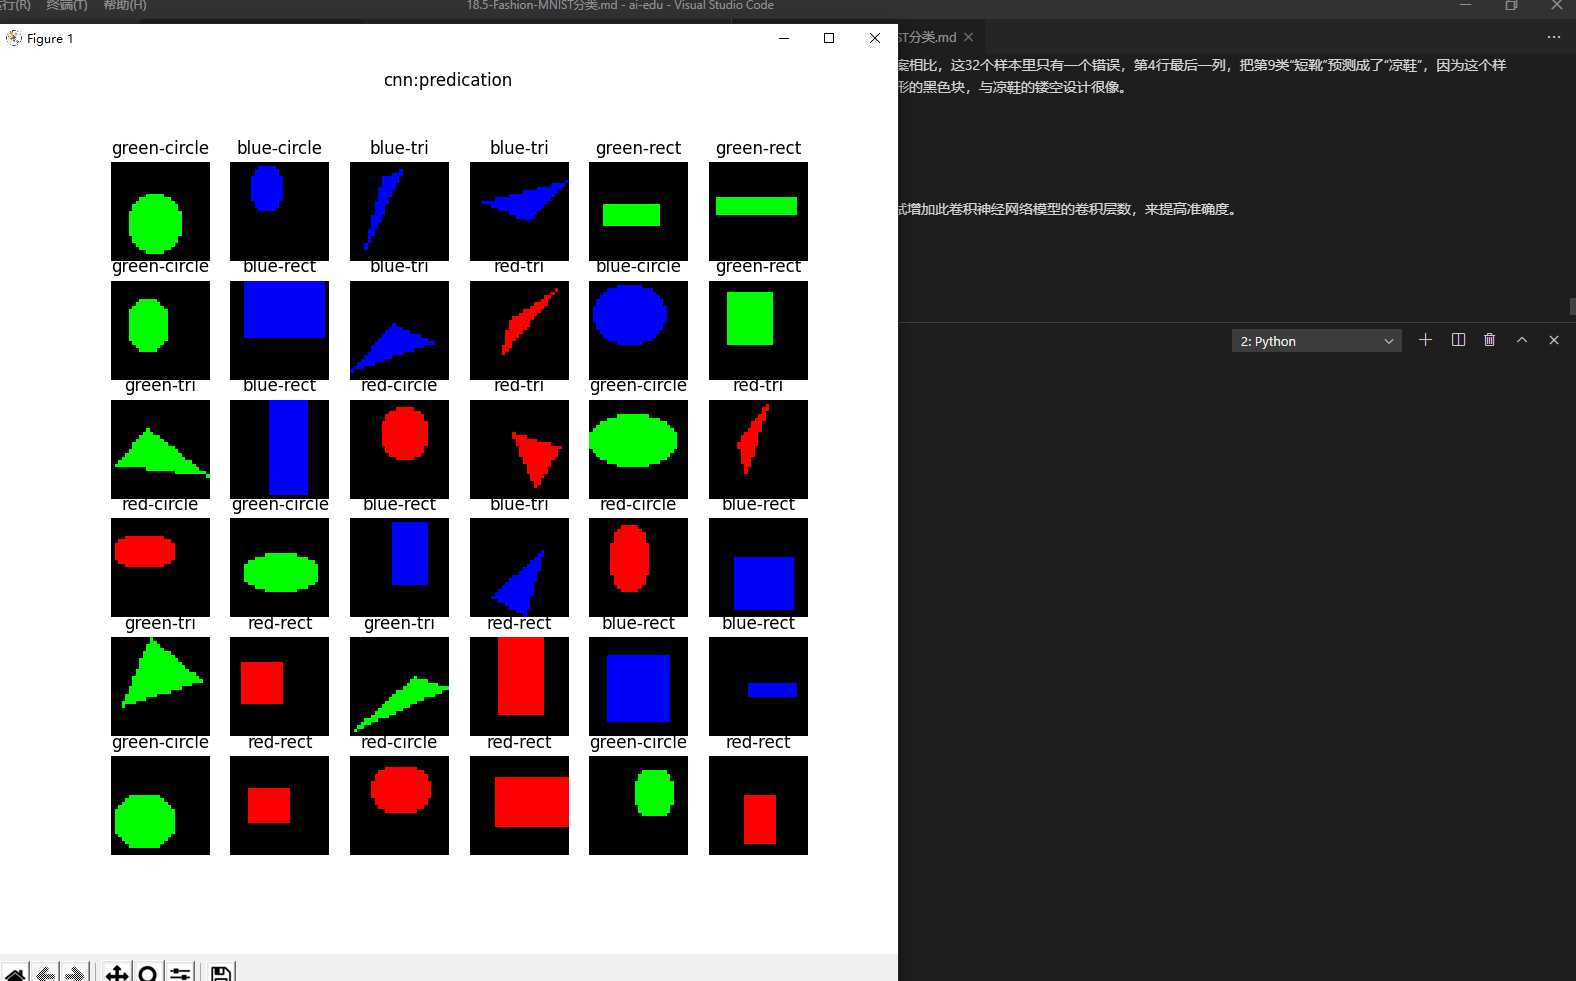 运行(R) 终端(T) 帮助(H)
18.5-Fashion-MNIST分类.md - ai-edu - Visual Studio Code
Figure 1
ST分类.md
cnn:predication
案相比，这32个样本里只有一个错误，第4行最后一列，把第9类“短靴”预测成了“凉鞋”，因为这个样
形的黑色块，与凉鞋的镂空设计很像。
试增加此卷积神经网络模型的卷积层数，来提高准确度。
2: Python
green-circle blue-circle blue-tri blue-tri green-rect green-rect
green-circle blue-rect blue-tri red-tri blue-circle green-rect
green-tri blue-rect red-circle red-tri green-circle red-tri
red-circle green-circle blue-rect blue-tri red-circle blue-rect
green-tri red-rect green-tri red-rect blue-rect blue-rect
green-circle red-rect red-circle red-rect green-circle red-rect